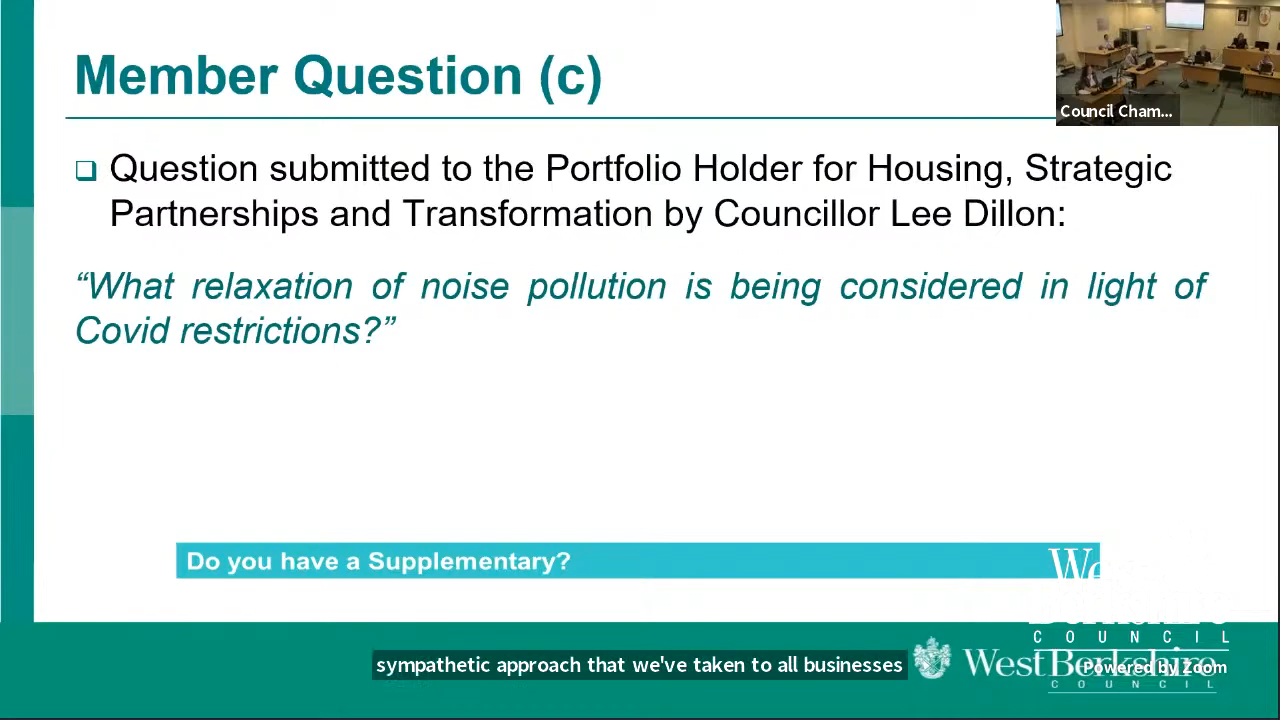 Member Question (c)
Council Cham...
Question submitted to the Portfolio Holder for Housing, Strategic
Partnerships and Transformation by Councillor Lee Dillon:
“What relaxation of noise pollution is being considered in light of
Covid restrictions?”
Do you have a Supplementary?
COUNCIL
sympathetic approach that we've taken to all businesses
West Berkshire
Powered by Zoom
COUNCIL